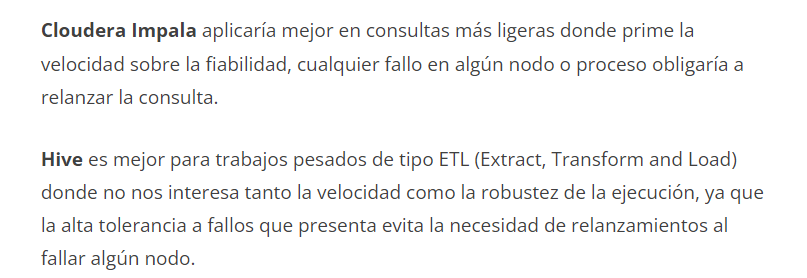 Cloudera Impala aplicaría mejor en consultas más ligeras donde prime la
velocidad sobre la fiabilidad, cualquier fallo en algún nodo o proceso obligaría a
relanzar la consulta.
Hive es mejor para trabajos pesados de tipo ETL (Extract, Transform and Load)
donde no nos interesa tanto la velocidad como la robustez de la ejecución, ya que
la alta tolerancia a fallos que presenta evita la necesidad de relanzamientos al
fallar algún nodo.